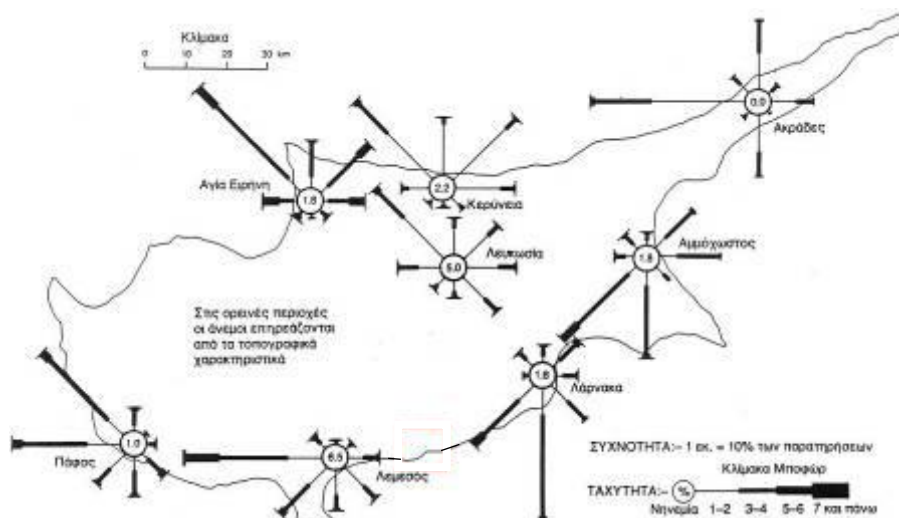 Κλίμακα
0 10 20 30 km
0.0
Ακράδες
Αγία Ειρήνη
1.8
2.2
Κερύνεια
Λευκωσία
5.0
Αμμόχωστος
1.8
Στις ορεινές περιοχές
οι άνεμοι επηρεάζονται
από τα τοπογραφικά
χαρακτηριστικά
1.8
Λάρνακα
Πάφος
1.0
6.5
Λεμεσός
ΣΥΧΝΟΤΗΤΑ:– 1 εκ. = 10% των παρατηρήσεων
Κλίμακα Μποφώρ
ΤΑΧΥΤΗΤΑ:– %
Νηνεμία 1–2 3–4 5–6 7 και πάνω